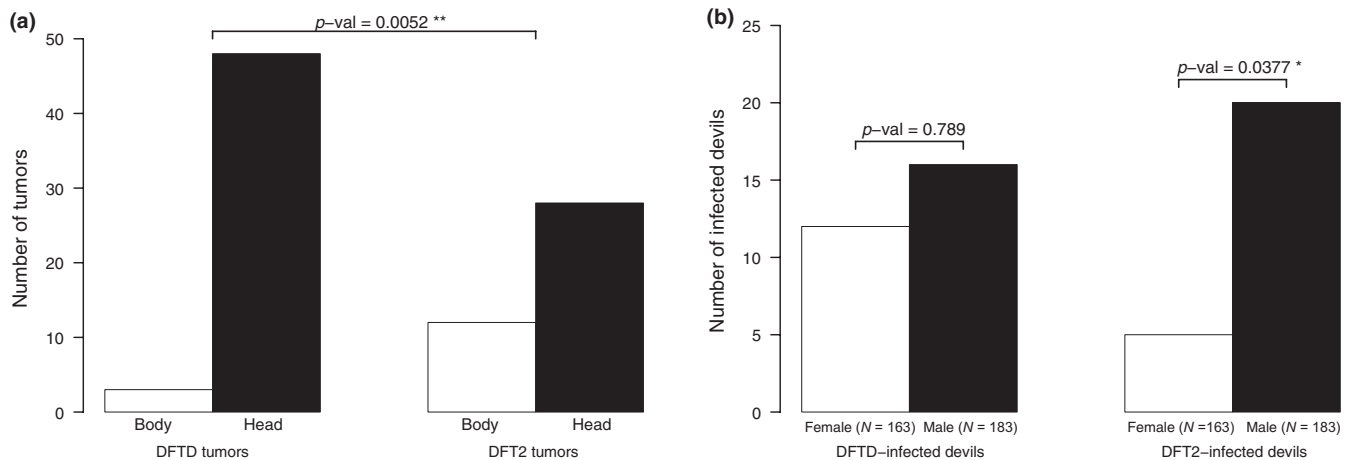 (a)
p–val = 0.0052 **
50
40
30
20
10
0
Number of tumors
Body Head Body Head
DFTD tumors DFT2 tumors
(b)
25
20
15
10
5
0
Number of infected devils
p–val = 0.789
p–val = 0.0377 *
Female (N = 163) Male (N = 183) Female (N =163) Male (N = 183)
DFTD–infected devils DFT2–infected devils